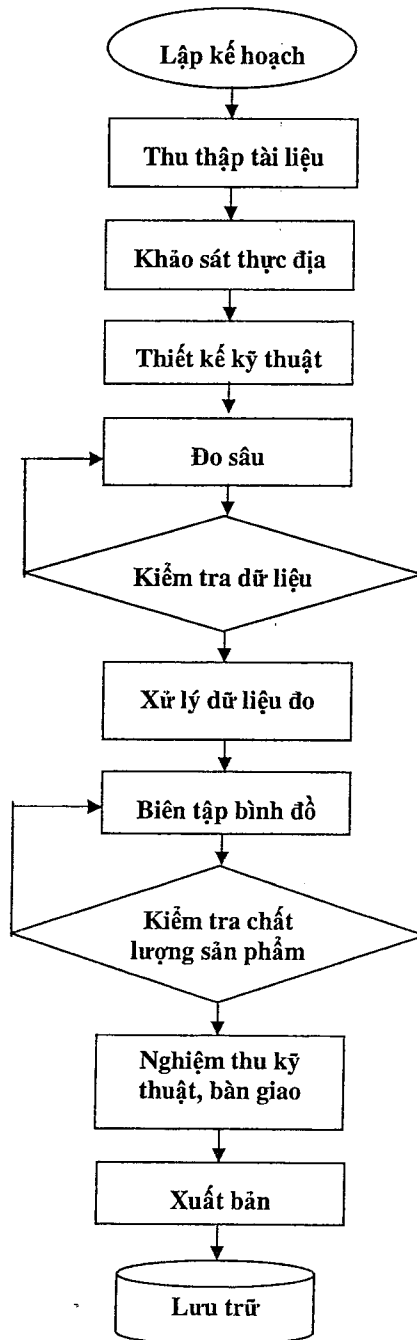 Lập kế hoạch
Thu thập tài liệu
Khảo sát thực địa
Thiết kế kỹ thuật
Đo sâu
Kiểm tra dữ liệu
Xử lý dữ liệu đo
Biên tập bình đồ
Kiểm tra chất
lượng sản phẩm
Nghiệm thu kỹ
thuật, bàn giao
Xuất bản
Lưu trữ